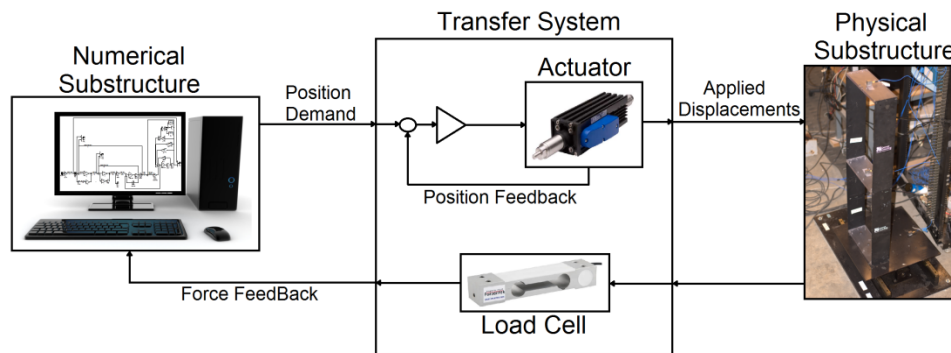 Transfer System
Physical
Substructure
Numerical
Substructure
Actuator
Position
Demand
Applied
Displacements
Position Feedback
Force FeedBack
Load Cell